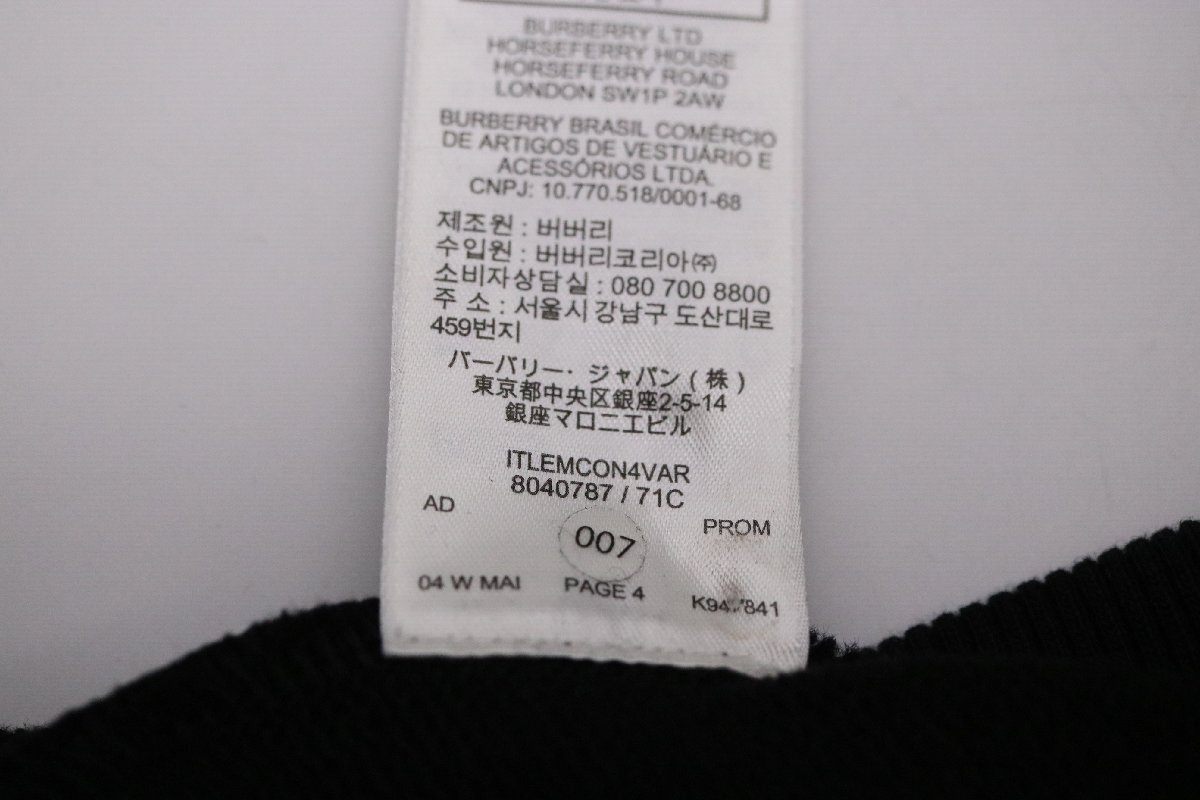 BURBERRY LTD
HORSEFERRY HOUSE
HORSEFERRY ROAD
LONDON SW1P 2AW
BURBERRY BRASIL COMÉRCIO
DE ARTIGOS DE VESTUÁRIO E
ACESSÓRIOS LTDA.
CNPJ: 10.770.518/0001-68
제조원 : 버버리
수입원 : 버버리코리아㈜
소비자상담실 : 080 700 8800
주 소 : 서울시 강남구 도산대로
459번지
バーバリー・ジャパン ( 株 )
東京都中央区銀座2-5-14
銀座マロニエビル
ITLEMCON4VAR
8040787 / 71C
AD 007 PROM
04 W MAI PAGE 4